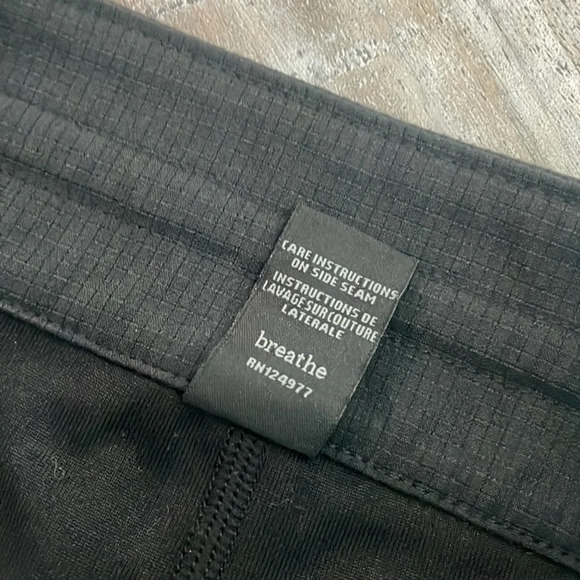 CARE INSTRUCTIONS
ON SIDE SEAM
INSTRUCTIONS DE
LAVAGE SUR COUTURE
LATERALE
breathe
RN124977